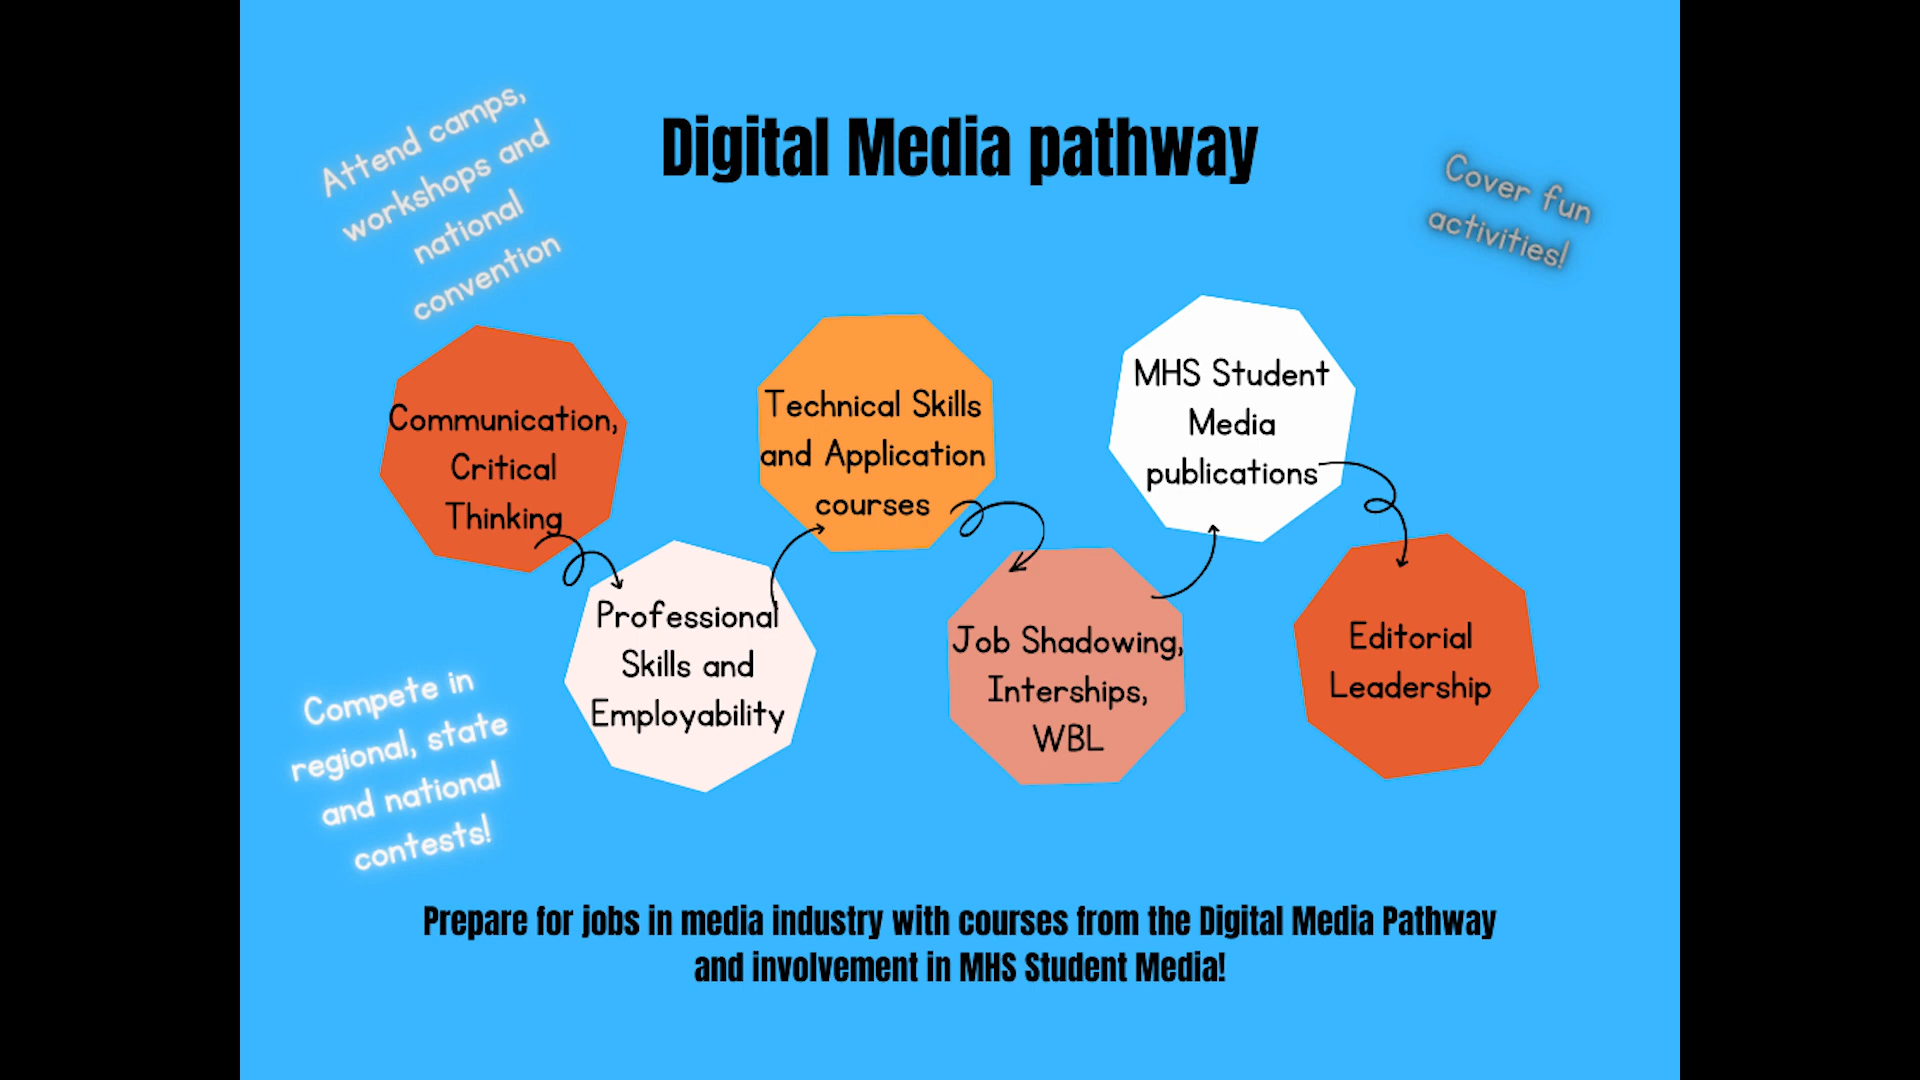 Digital Media pathway
Attend camps,
workshops and
national
convention
Cover fun
activities!
Communication,
Critical
Thinking
Professional
Skills and
Employability
Technical Skills
and Application
courses
Job Shadowing,
Interships,
WBL
MHS Student
Media
publications
Editorial
Leadership
Compete in
regional, state
and national
contests!
Prepare for jobs in media industry with courses from the Digital Media Pathway
and involvement in MHS Student Media!